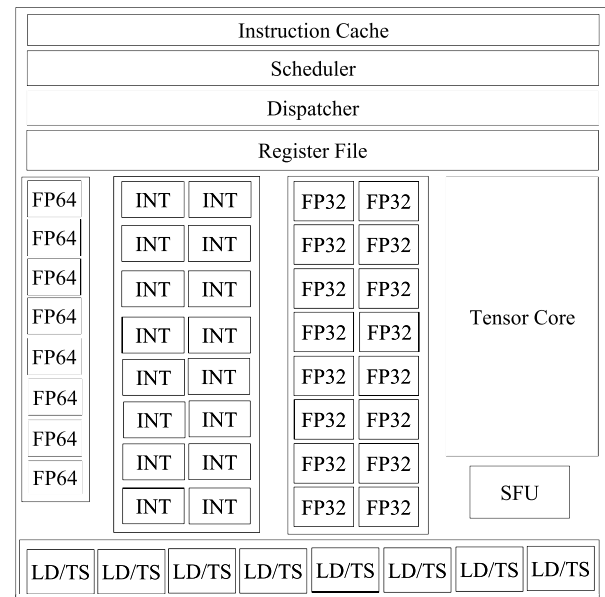 Instruction Cache
Scheduler
Dispatcher
Register File
FP64
FP64
FP64
FP64
FP64
FP64
FP64
FP64
INT INT
INT INT
INT INT
INT INT
INT INT
INT INT
INT INT
INT INT
FP32 FP32
FP32 FP32
FP32 FP32
FP32 FP32
FP32 FP32
FP32 FP32
FP32 FP32
FP32 FP32
Tensor Core
SFU
LD/TS LD/TS LD/TS LD/TS LD/TS LD/TS LD/TS LD/TS